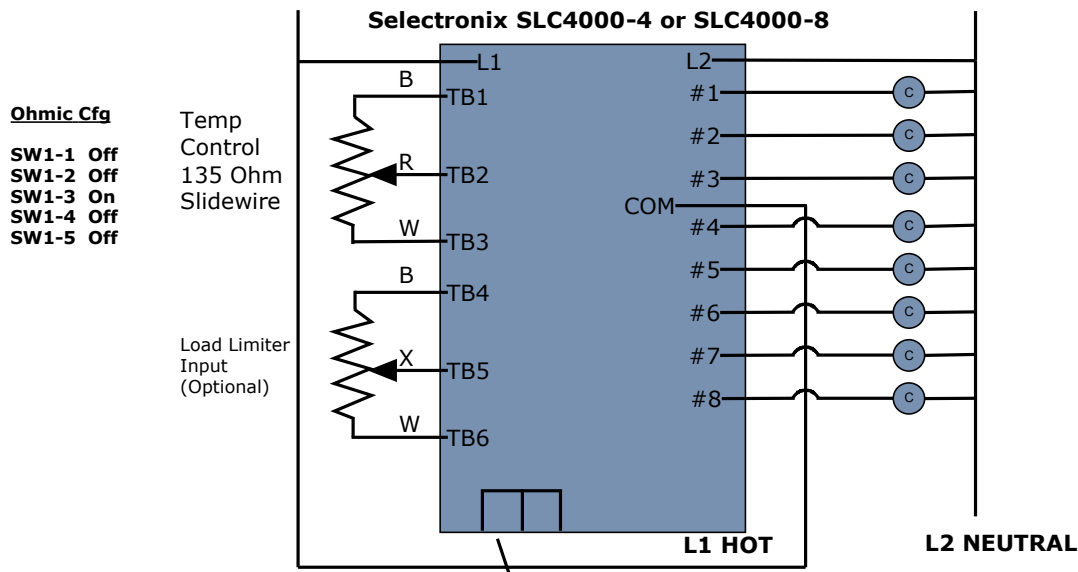 Selectronix SLC4000-4 or SLC4000-8
Ohmic Cfg
SW1-1 Off
SW1-2 Off
SW1-3 On
SW1-4 Off
SW1-5 Off
Temp
Control
135 Ohm
Slidewire
Load Limiter
Input
(Optional)
B
R
W
B
X
W
L1
TB1
TB2
TB3
TB4
TB5
TB6
L2
#1
#2
#3
COM
#4
#5
#6
#7
#8
C
C
C
C
C
C
C
C
L1 HOT
L2 NEUTRAL